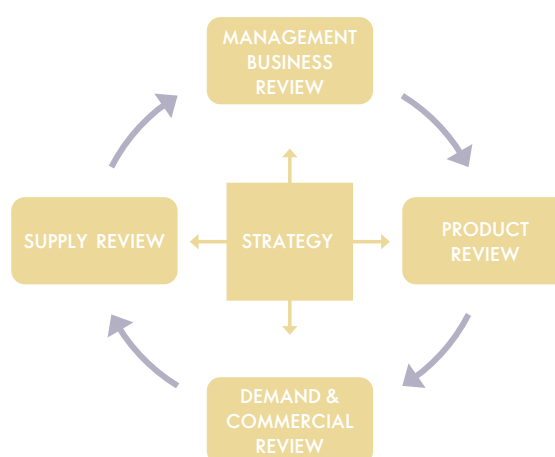 MANAGEMENT
BUSINESS
REVIEW
SUPPLY REVIEW
STRATEGY
PRODUCT
REVIEW
DEMAND &
COMMERCIAL
REVIEW